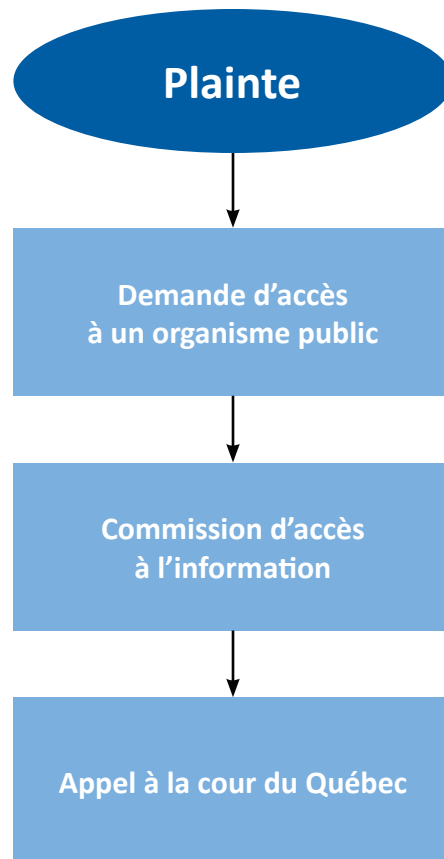 Plainte
Demande d’accès
à un organisme public
Commission d’accès
à l’information
Appel à la cour du Québec